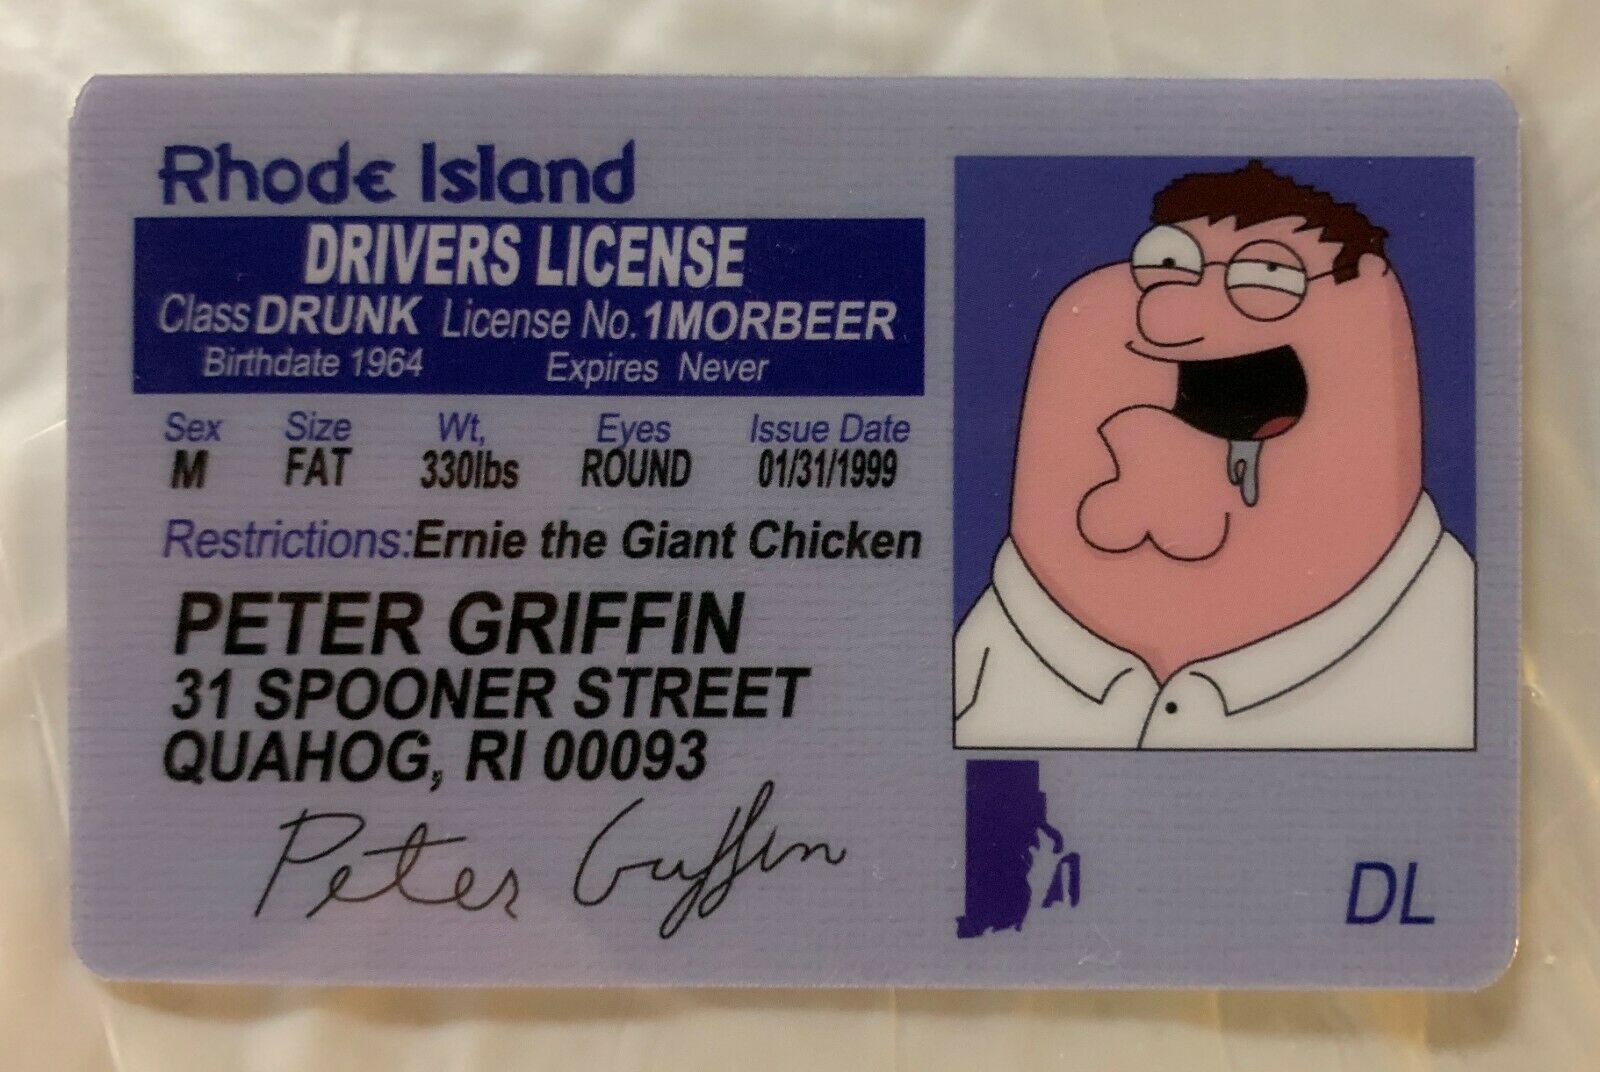 Rhode Island
DRIVERS LICENSE
Class DRUNK License No. 1MORBEER
Birthdate 1964 Expires Never
Sex Size Wt, Eyes Issue Date
M FAT 330lbs ROUND 01/31/1999
Restrictions: Ernie the Giant Chicken
PETER GRIFFIN
31 SPOONER STREET
QUAHOG, RI 00093
Peter Griffin
DL